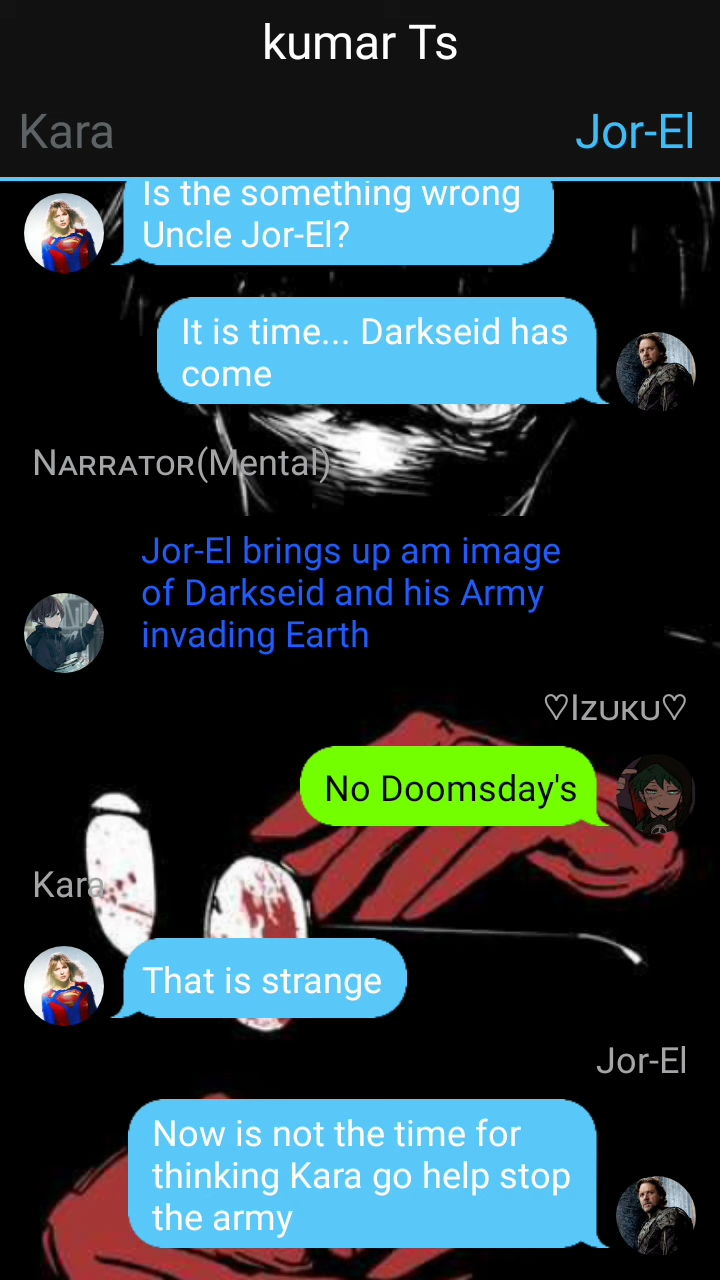 kumar Ts
Kara
Jor-El
Is the something wrong
Uncle Jor-El?
It is time... Darkseid has
come
Narrator(Mental)
Jor-El brings up am image
of Darkseid and his Army
invading Earth
♡Izuku♡
No Doomsday's
Kara
That is strange
Jor-El
Now is not the time for
thinking Kara go help stop
the army